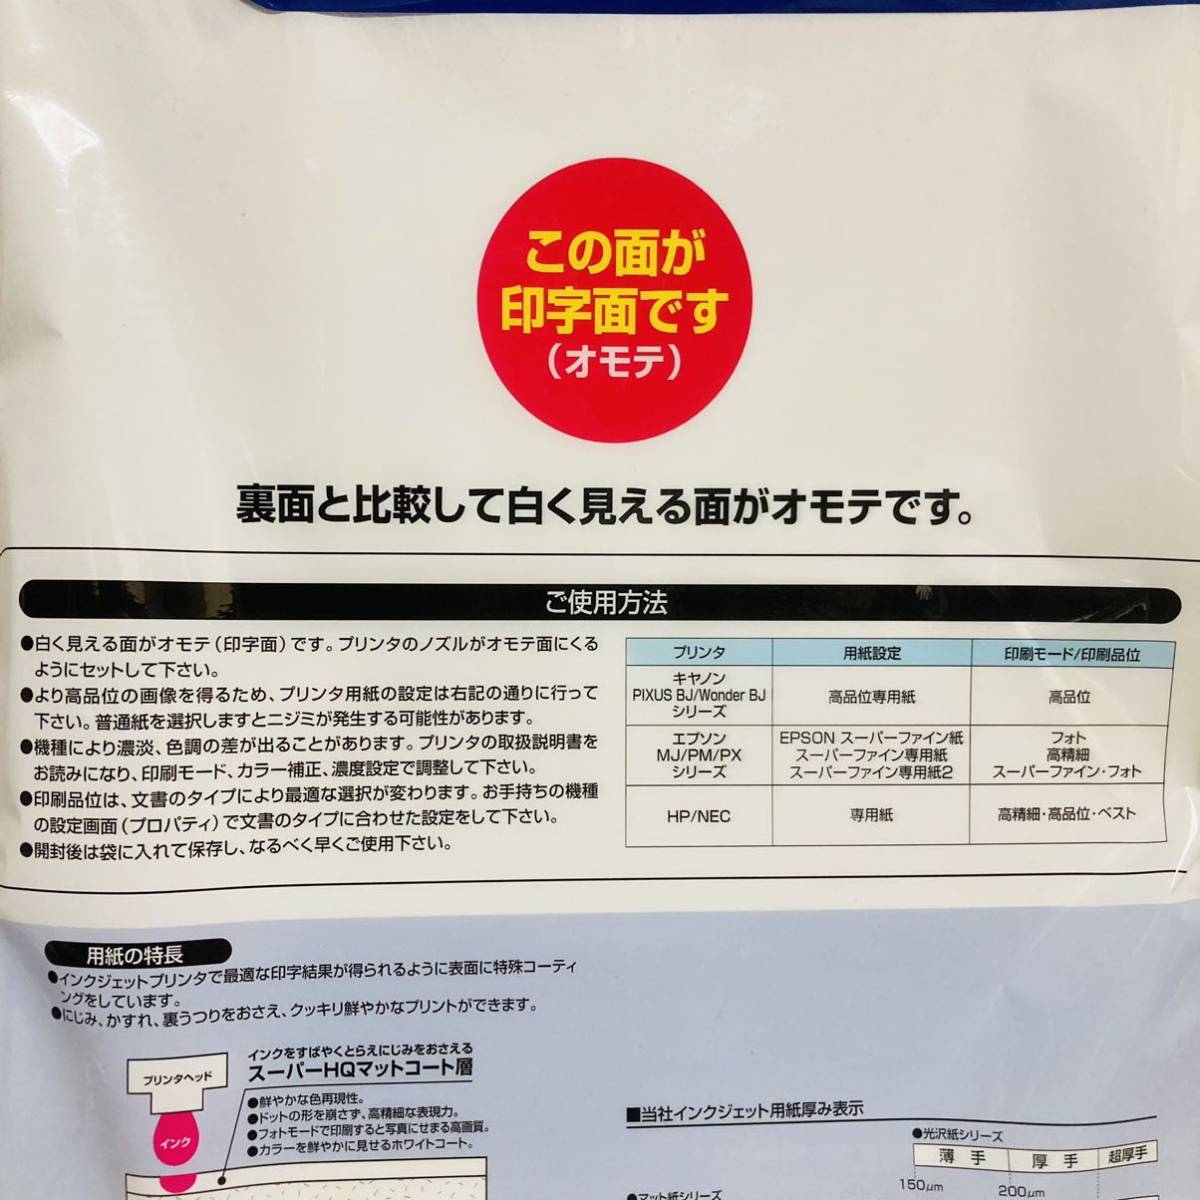 この面が
印字面です
（オモテ）
裏面と比較して白く見える面がオモテです。
ご使用方法
●白く見える面がオモテ（印字面）です。プリンタのノズルがオモテ面にくる
ようにセットして下さい。
●より高品位の画像を得るため、プリンタ用紙の設定は右記の通りに行って
下さい。普通紙を選択しますとニジミが発生する可能性があります。
●機種により濃淡、色調の差が出ることがあります。プリンタの取扱説明書を
お読みになり、印刷モード、カラー補正、濃度設定で調整して下さい。
●印刷品位は、文書のタイプにより最適な選択が変わります。お手持ちの機種
の設定画面（プロパティ）で文書のタイプに合わせた設定をして下さい。
●開封後は袋に入れて保存し、なるべく早くご使用下さい。
プリンタ 用紙設定 印刷モード/印刷品位
キヤノン
PIXUS BJ/Wonder BJ 高品位専用紙 高品位
シリーズ
エプソン EPSON スーパーファイン紙 フォト
MJ/PM/PX スーパーファイン専用紙 高精細
シリーズ スーパーファイン専用紙2 スーパーファイン・フォト
HP/NEC 専用紙 高精細・高品位・ベスト
用紙の特長
●インクジェットプリンタで最適な印字結果が得られるように表面に特殊コーティ
ングをしています。
●にじみ、かすれ、裏うつりをおさえ、クッキリ鮮やかなプリントができます。
プリンタヘッド
インク
インクをすばやくとらえにじみをおさえる
スーパーHQマットコート層
●鮮やかな色再現性。
●ドットの形を崩さず、高精細な表現力。
●フォトモードで印刷すると写真にせまる高画質。
●カラーを鮮やかに見せるホワイトコート。
■当社インクジェット用紙厚み表示
●光沢紙シリーズ
薄手 厚手 超厚手
150μm 200μm
●マット紙シリーズ